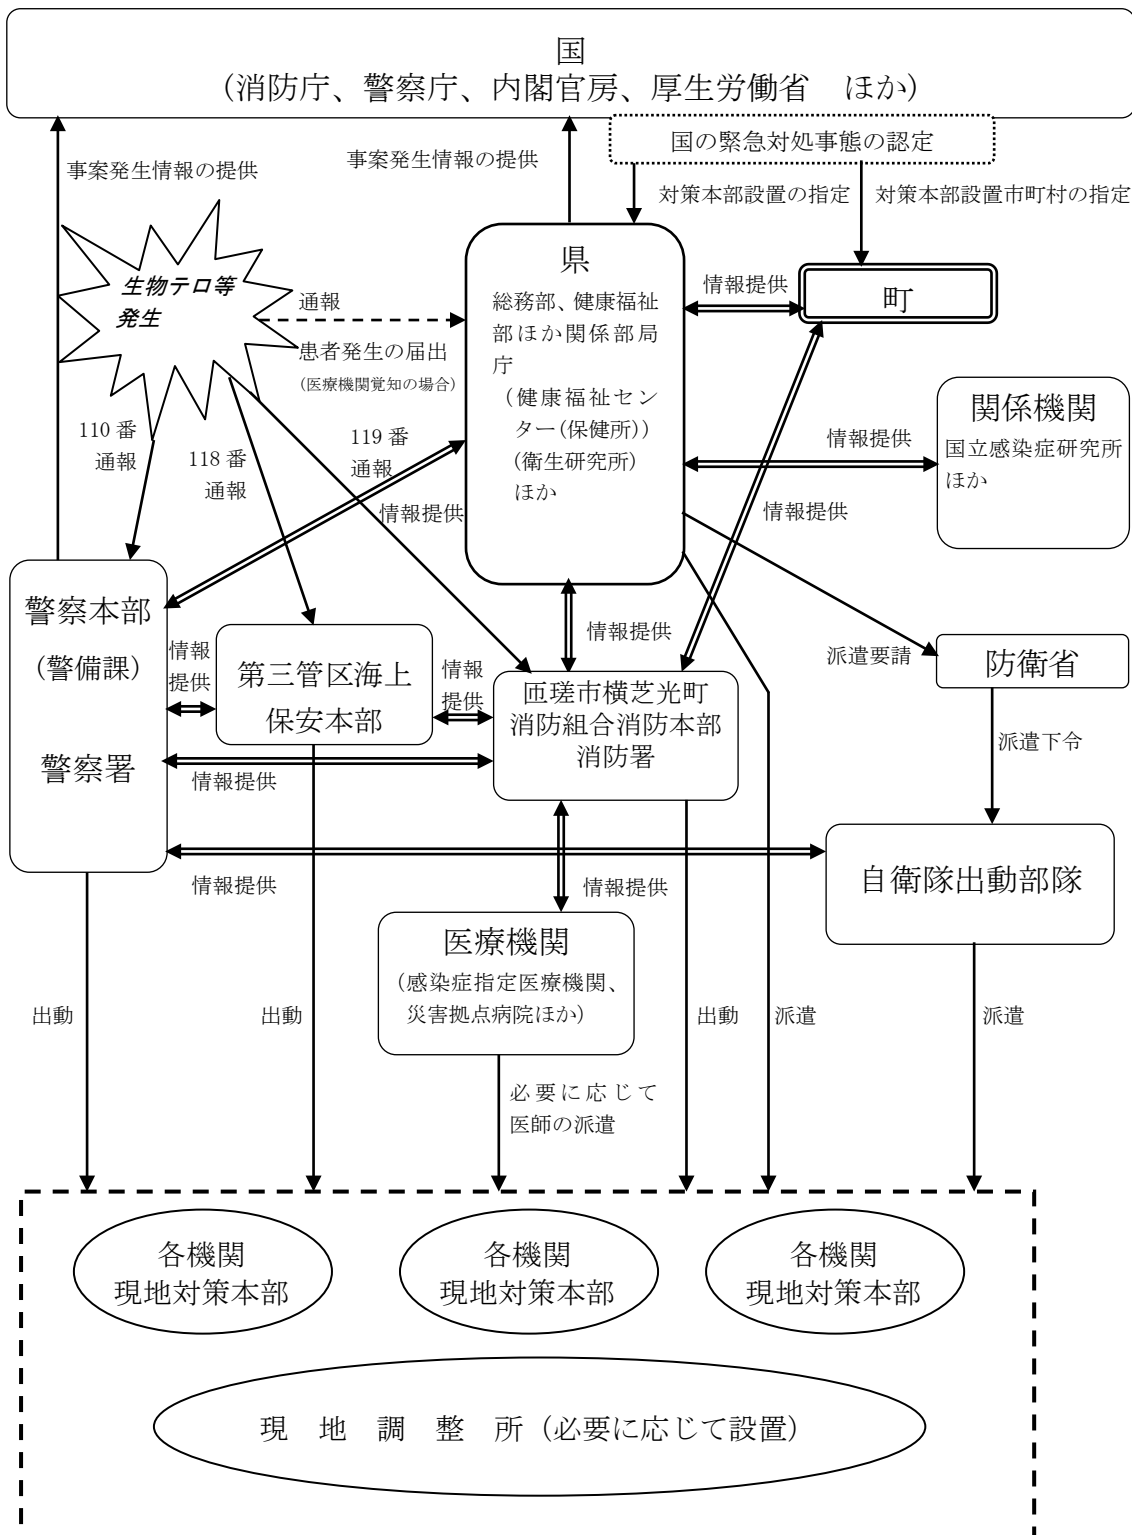 国
（消防庁、警察庁、内閣官房、厚生労働省　ほか）
国の緊急対処事態の認定
事案発生情報の提供
事案発生情報の提供
対策本部設置の指定
対策本部設置市町村の指定
生物テロ等
発生
通報
患者発生の届出
（医療機関覚知の場合）
県
総務部、健康福祉
部ほか関係部局
庁
（健康福祉セン
ター（保健所））
（衛生研究所）
ほか
情報提供
町
関係機関
国立感染症研究所
ほか
情報提供
110 番
通報
118 番
通報
119 番
通報
情報提供
情報提供
警察本部
（警備課）
警察署
情報
提供
第三管区海上
保安本部
情報
提供
情報提供
匝瑳市横芝光町
消防組合消防本部
消防署
派遣要請
防衛省
派遣下令
情報提供
情報提供
情報提供
自衛隊出動部隊
医療機関
（感染症指定医療機関、
災害拠点病院ほか）
出動
出動
出動
派遣
派遣
必要に応じて
医師の派遣
各機関
現地対策本部
各機関
現地対策本部
各機関
現地対策本部
現　地　調　整　所（必要に応じて設置）